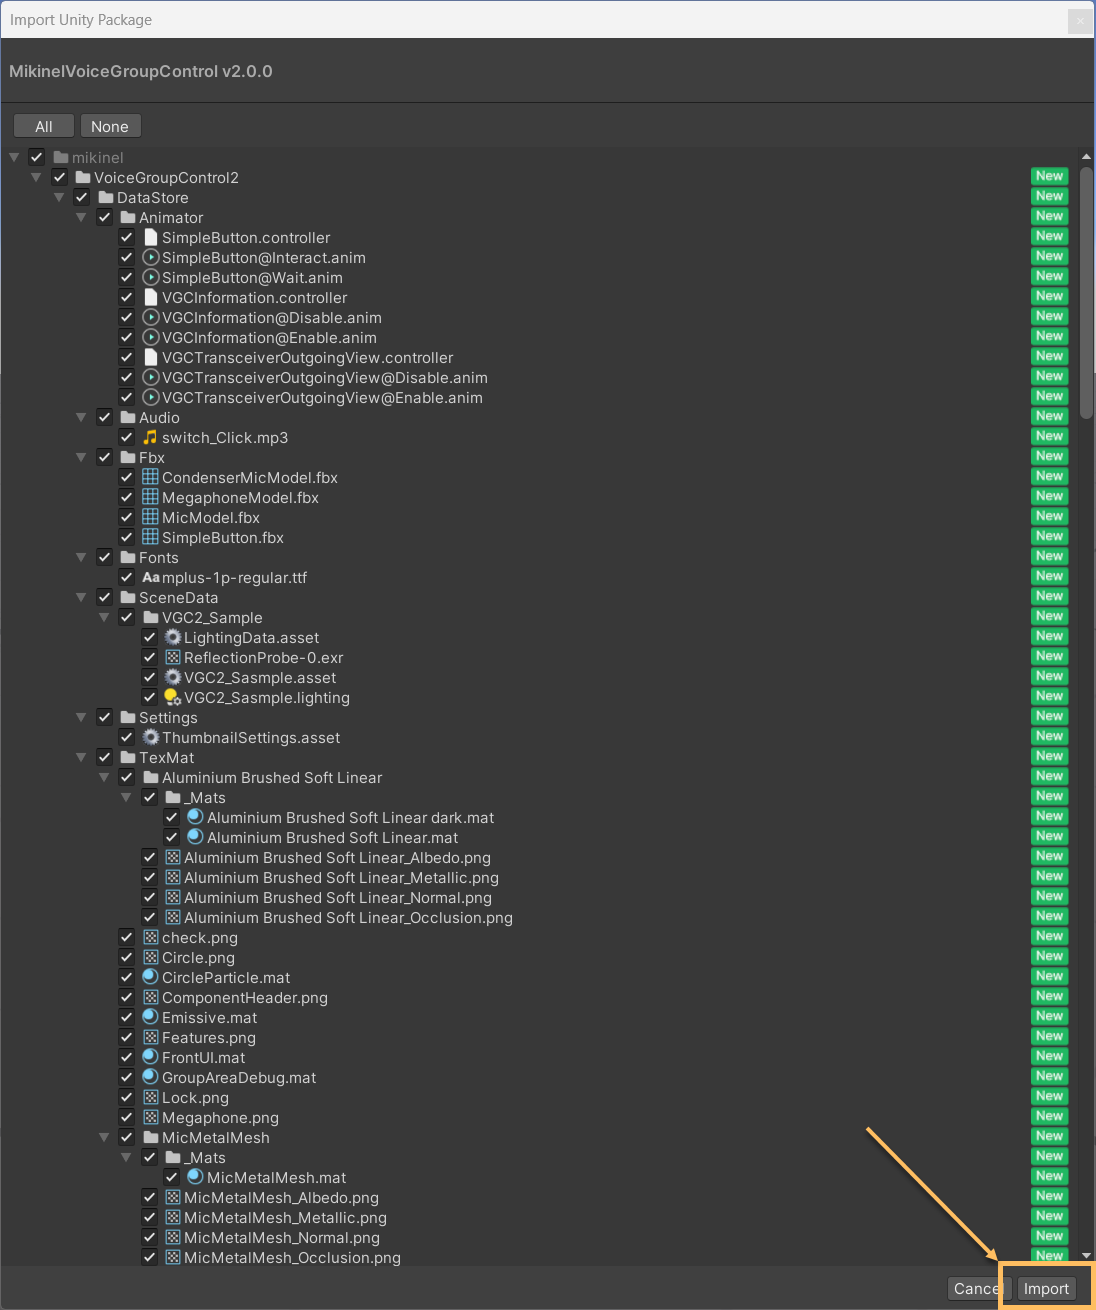 Import Unity Package
MikinelVoiceGroupControl v2.0.0
All None
mikinel
VoiceGroupControl2 New
DataStore New
Animator New
SimpleButton.controller New
SimpleButton@Interact.anim New
SimpleButton@Wait.anim New
VGCInformation.controller New
VGCInformation@Disable.anim New
VGCInformation@Enable.anim New
VGCTransceiverOutgoingView.controller New
VGCTransceiverOutgoingView@Disable.anim New
VGCTransceiverOutgoingView@Enable.anim New
Audio New
switch_Click.mp3 New
Fbx New
CondenserMicModel.fbx New
MegaphoneModel.fbx New
MicModel.fbx New
SimpleButton.fbx New
Fonts New
Aa mplus-1p-regular.ttf New
SceneData New
VGC2_Sample New
LightingData.asset New
ReflectionProbe-0.exr New
VGC2_Sasmple.asset New
VGC2_Sasmple.lighting New
Settings New
ThumbnailSettings.asset New
TexMat New
Aluminium Brushed Soft Linear New
_Mats New
Aluminium Brushed Soft Linear dark.mat New
Aluminium Brushed Soft Linear.mat New
Aluminium Brushed Soft Linear_Albedo.png New
Aluminium Brushed Soft Linear_Metallic.png New
Aluminium Brushed Soft Linear_Normal.png New
Aluminium Brushed Soft Linear_Occlusion.png New
check.png New
Circle.png New
CircleParticle.mat New
ComponentHeader.png New
Emissive.mat New
Features.png New
FrontUI.mat New
GroupAreaDebug.mat New
Lock.png New
Megaphone.png New
MicMetalMesh New
_Mats New
MicMetalMesh.mat New
MicMetalMesh_Albedo.png New
MicMetalMesh_Metallic.png New
MicMetalMesh_Normal.png New
MicMetalMesh_Occlusion.png New
Cancel Import